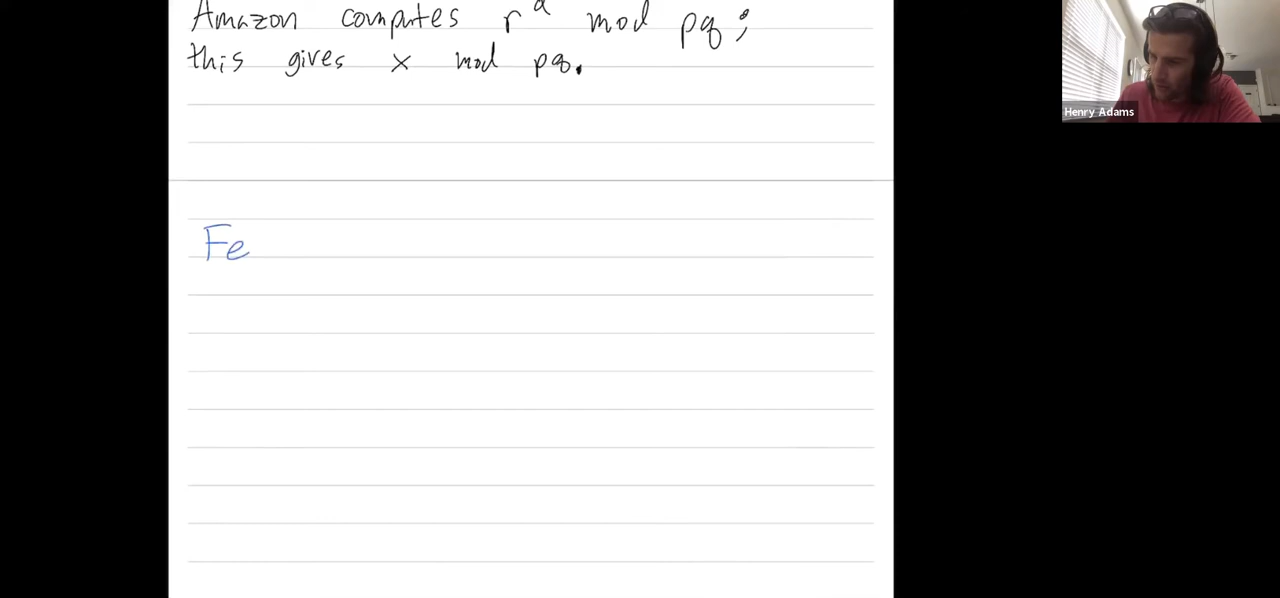 Amazon computes r^d mod pq;
this gives x mod pq.
Fe
Henry Adams